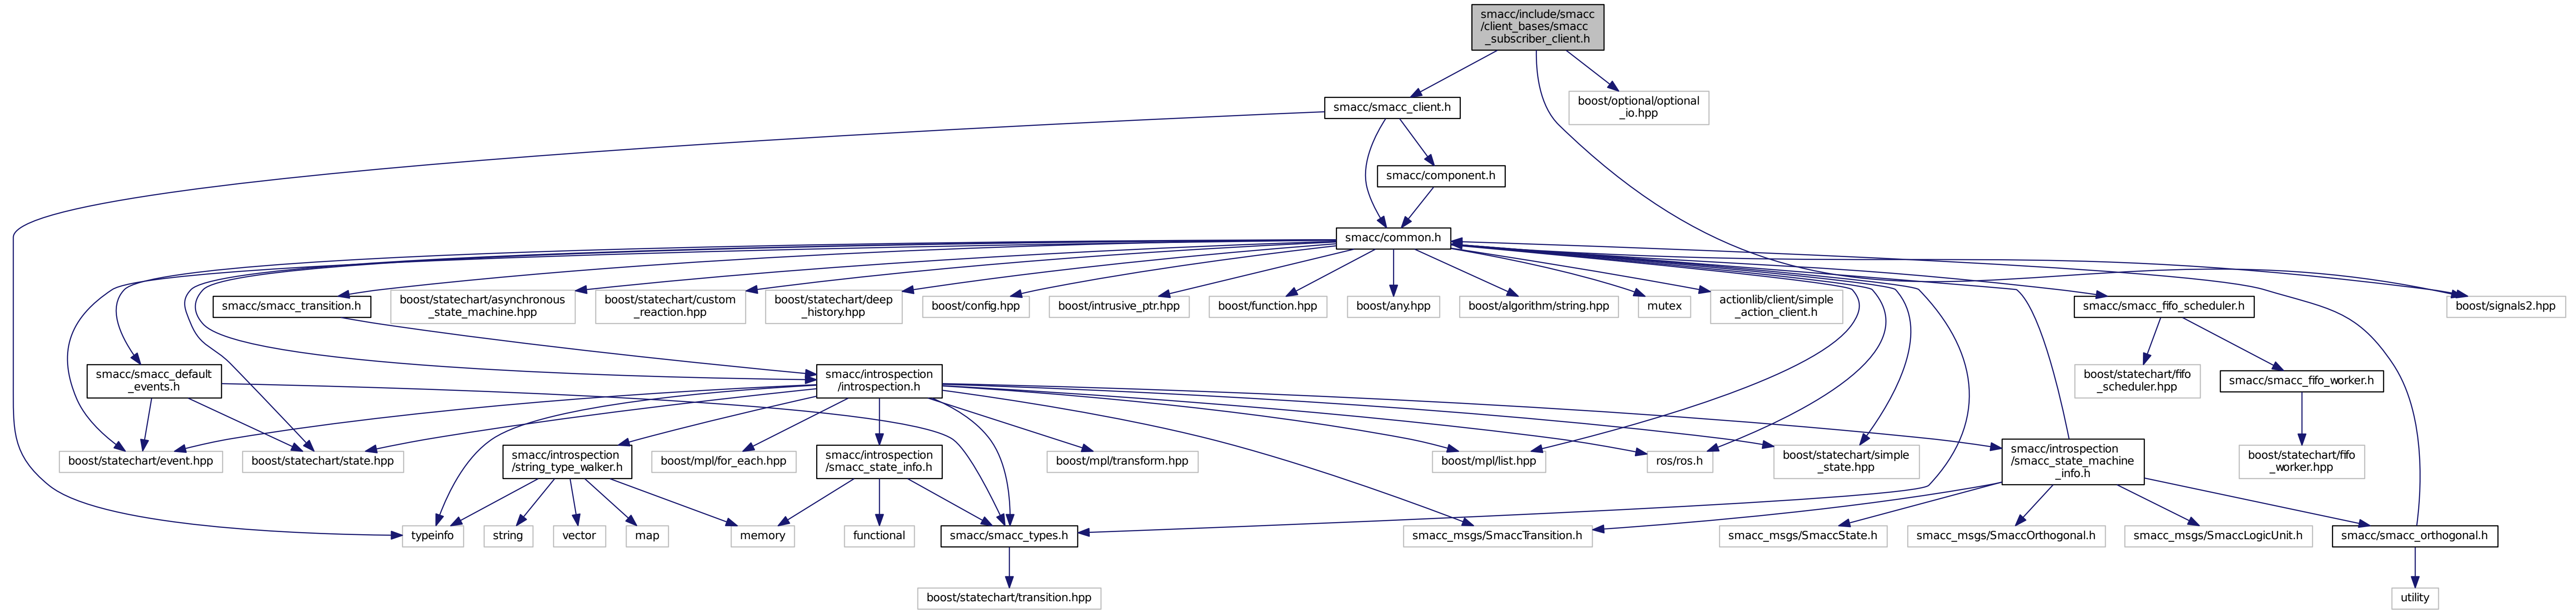 smacc/include/smacc
/client_bases/smacc
_subscriber_client.h
smacc/smacc_client.h
boost/optional/optional
_io.hpp
smacc/component.h
smacc/common.h
smacc/smacc_transition.h
boost/statechart/asynchronous
_state_machine.hpp
boost/statechart/custom
_reaction.hpp
boost/statechart/deep
_history.hpp
boost/config.hpp
boost/intrusive_ptr.hpp
boost/function.hpp
boost/any.hpp
boost/algorithm/string.hpp
mutex
actionlib/client/simple
_action_client.h
smacc/smacc_fifo_scheduler.h
boost/signals2.hpp
smacc/smacc_default
_events.h
smacc/introspection
/introspection.h
boost/statechart/fifo
_scheduler.hpp
smacc/smacc_fifo_worker.h
boost/statechart/event.hpp
boost/statechart/state.hpp
smacc/introspection
/string_type_walker.h
boost/mpl/for_each.hpp
smacc/introspection
/smacc_state_info.h
boost/mpl/transform.hpp
boost/mpl/list.hpp
ros/ros.h
boost/statechart/simple
_state.hpp
smacc/introspection
/smacc_state_machine
_info.h
boost/statechart/fifo
_worker.hpp
typeinfo
string
vector
map
memory
functional
smacc/smacc_types.h
smacc_msgs/SmaccTransition.h
smacc_msgs/SmaccState.h
smacc_msgs/SmaccOrthogonal.h
smacc_msgs/SmaccLogicUnit.h
smacc/smacc_orthogonal.h
boost/statechart/transition.hpp
utility